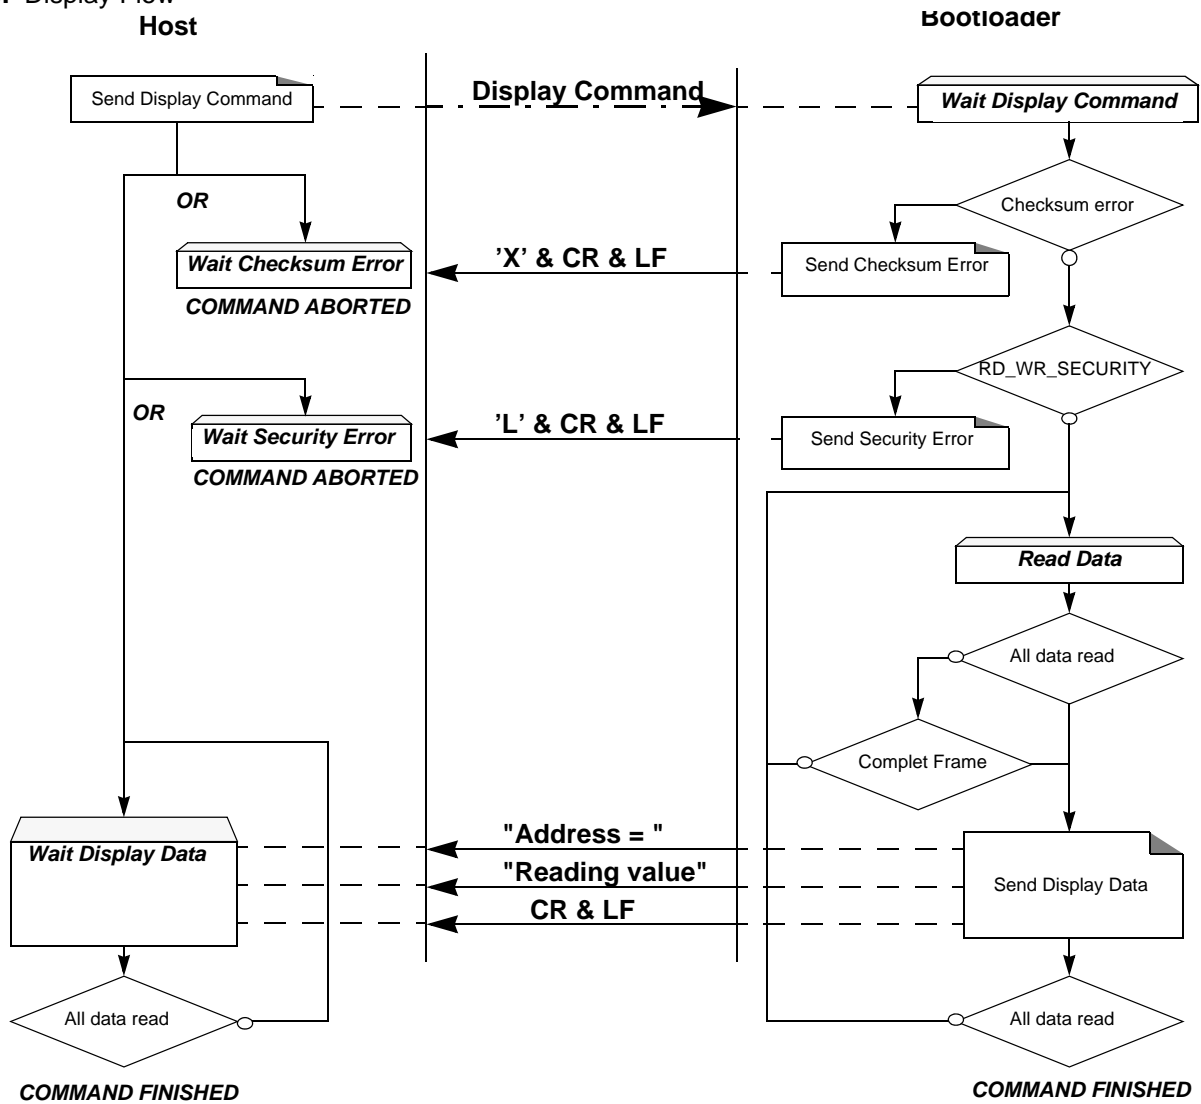 Display Flow
Host
Bootloader
Send Display Command
Display Command
Wait Display Command
OR
Checksum error
Wait Checksum Error
'X' & CR & LF
Send Checksum Error
COMMAND ABORTED
RD_WR_SECURITY
OR
Wait Security Error
'L' & CR & LF
Send Security Error
COMMAND ABORTED
Read Data
All data read
Complet Frame
"Address = "
Wait Display Data
"Reading value"
Send Display Data
CR & LF
All data read
All data read
COMMAND FINISHED
COMMAND FINISHED